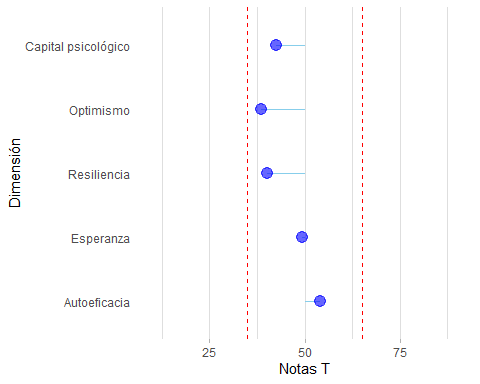 Capital psicológico
Optimismo
Resiliencia
Esperanza
Autoeficacia
Dimensión
25 50 75
Notas T